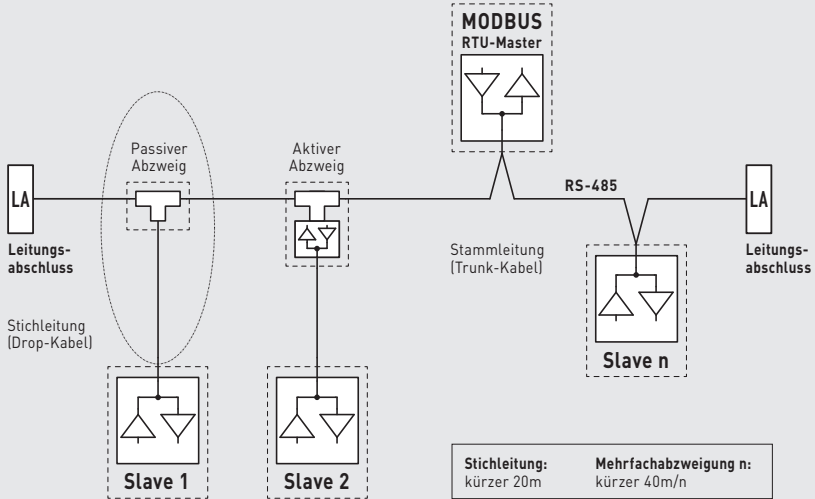 MODBUS
RTU-Master
Passiver
Abzweig
Aktiver
Abzweig
LA
Leitungs-
abschluss
RS-485
LA
Leitungs-
abschluss
Stammleitung
(Trunk-Kabel)
Stichleitung
(Drop-Kabel)
Slave 1
Slave 2
Slave n
Stichleitung:
kürzer 20m
Mehrfachabzweigung n:
kürzer 40m/n